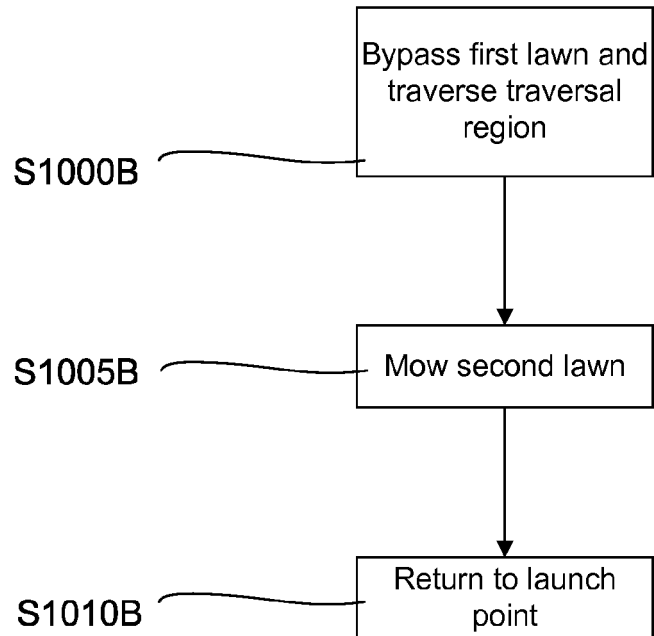 Bypass first lawn and
traverse traversal
region
S1000B
Mow second lawn
S1005B
Return to launch
point
S1010B